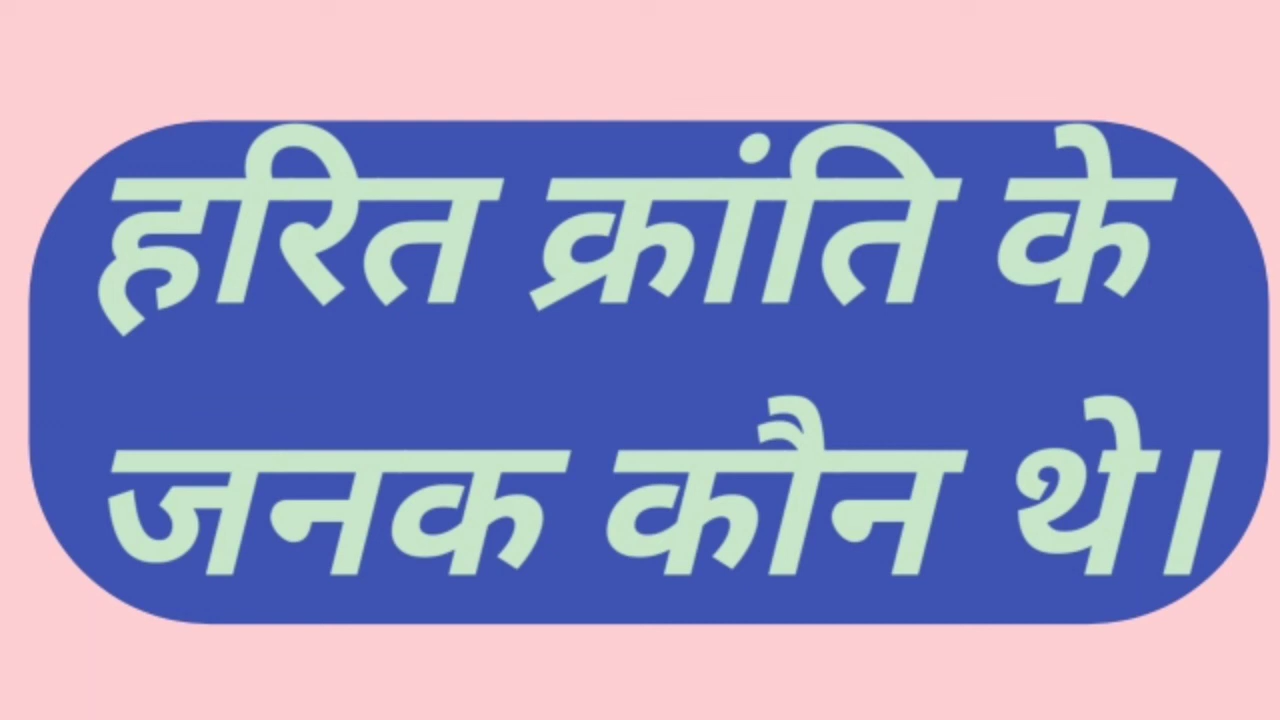 हरित क्रांति के
जनक कौन थे।